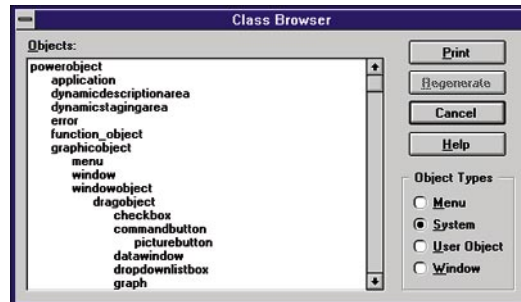 Class Browser
Objects:
powerobject
application
dynamicdescriptionarea
dynamicstagingarea
error
function_object
graphicobject
menu
window
windowobject
dragobject
checkbox
commandbutton
picturebutton
datawindow
dropdownlistbox
graph
Print
Regenerate
Cancel
Help
Object Types
Menu
System
User Object
Window